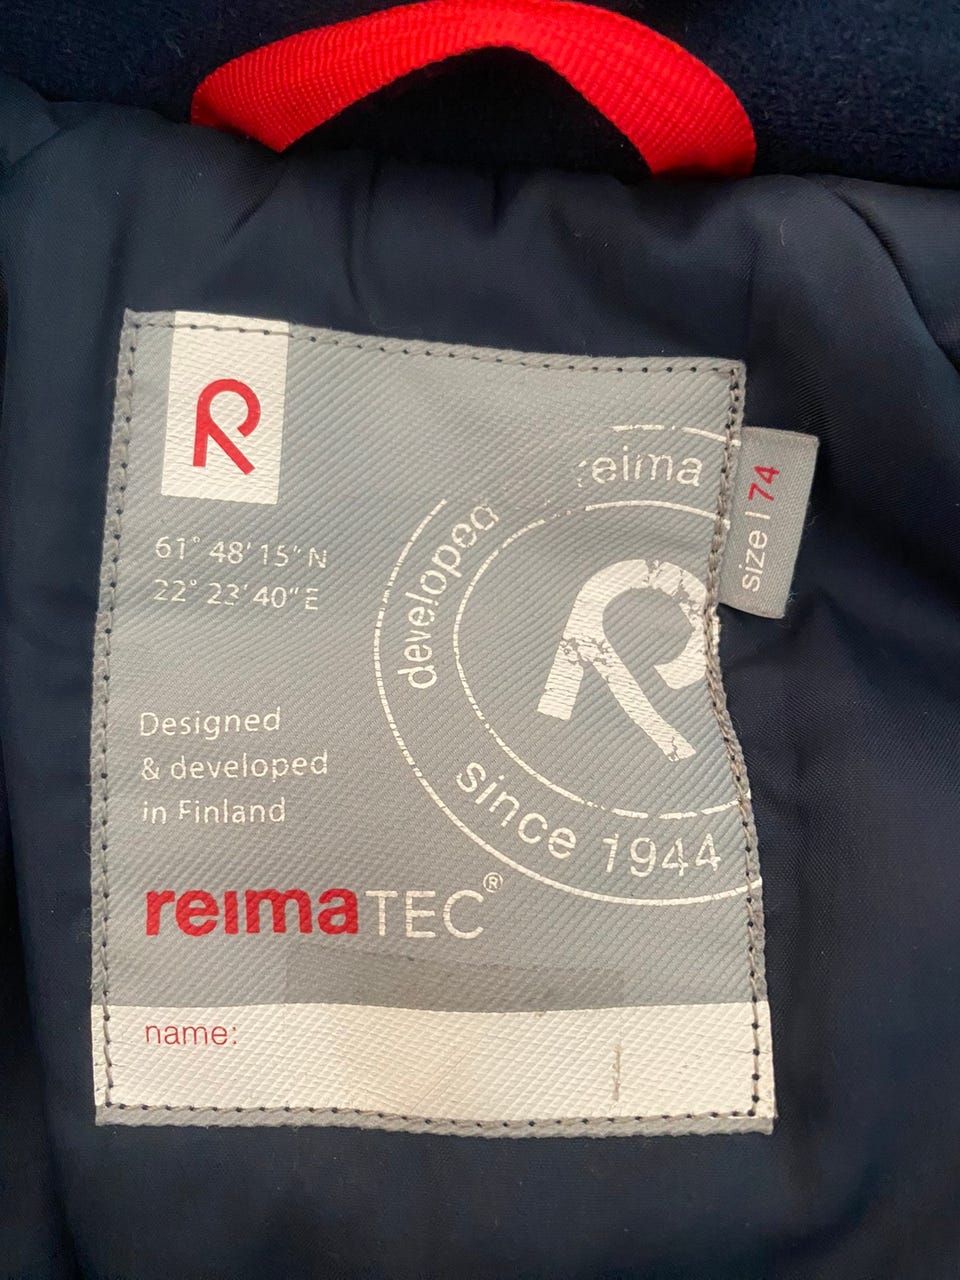 R
61° 48' 15" N
22° 23' 40" E
Designed
& developed
in Finland
reimaTEC®
name:
developed
reima
R
since 1944
size | 74